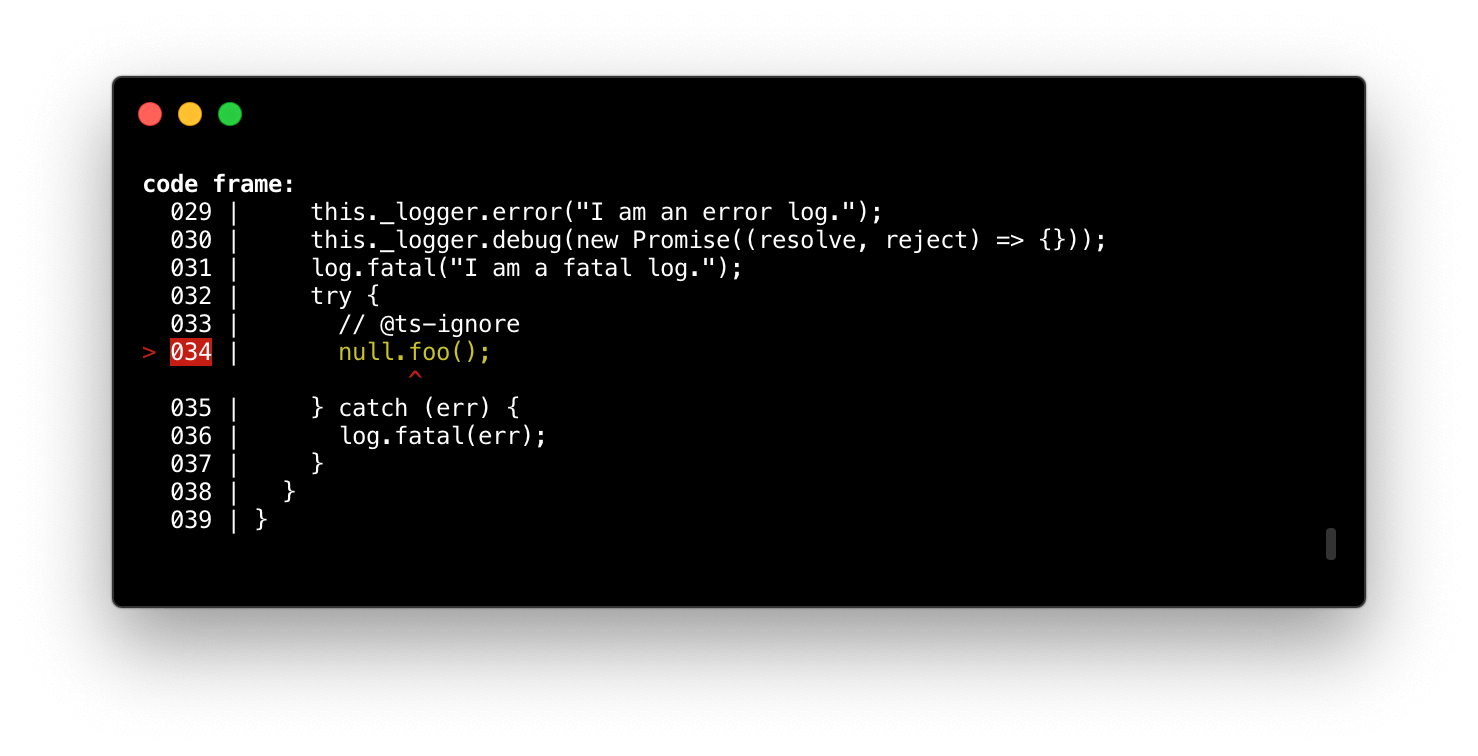 code frame:
  029 |     this._logger.error("I am an error log.");
  030 |     this._logger.debug(new Promise((resolve, reject) => {}));
  031 |     log.fatal("I am a fatal log.");
  032 |     try {
  033 |       // @ts-ignore
> 034 |       null.foo();
                   ^
  035 |     } catch (err) {
  036 |       log.fatal(err);
  037 |     }
  038 |   }
  039 | }